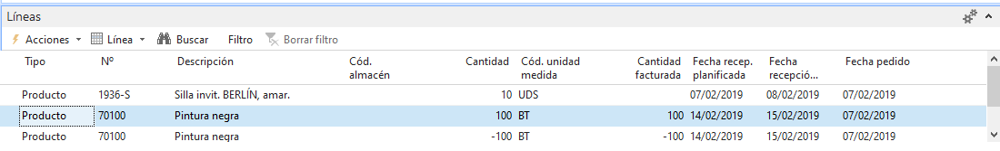 Líneas
Acciones Línea Buscar Filtro Borrar filtro
Tipo Nº Descripción Cód. almacén Cantidad Cód. unidad medida Cantidad facturada Fecha recep. planificada Fecha recepció... Fecha pedido
Producto 1936-S Silla invit. BERLÍN, amar. 10 UDS 07/02/2019 08/02/2019 07/02/2019
Producto 70100 Pintura negra 100 BT 100 14/02/2019 15/02/2019 07/02/2019
Producto 70100 Pintura negra -100 BT -100 14/02/2019 15/02/2019 07/02/2019